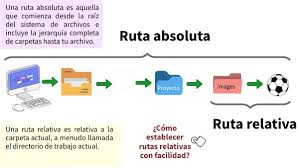 Una ruta absoluta es aquella
que comienza desde la raíz
del sistema de archivos e
incluye la jerarquía completa
de carpetas hasta tu archivo.
Ruta absoluta
Proyecto
Images
Una ruta relativa es relativa a la
carpeta actual, a menudo llamada
el directorio de trabajo actual.
¿Cómo
establecer
rutas relativas
con facilidad?
Ruta relativa